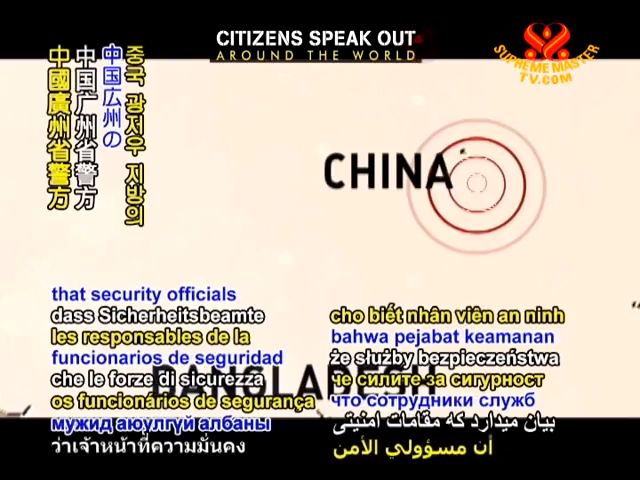 CITIZENS SPEAK OUT
AROUND THE WORLD
SUPREME MASTER
TV.COM
중국 광저우 지방의
中国広州の
中国广州省警方
中國廣州省警方
CHINA
BANGLADESH
that security officials
dass Sicherheitsbeamte
les responsables de la
funcionarios de seguridad
che le forze di sicurezza
os funcionários de segurança
мужид аюулгүй албаны
ว่าเจ้าหน้าที่ความมั่นคง
cho biết nhân viên an ninh
bahwa pejabat keamanan
że służby bezpieczeństwa
че силите за сигурност
что сотрудники служб
بیان میدارد که مقامات امنیتی
أن مسؤولي الأمن